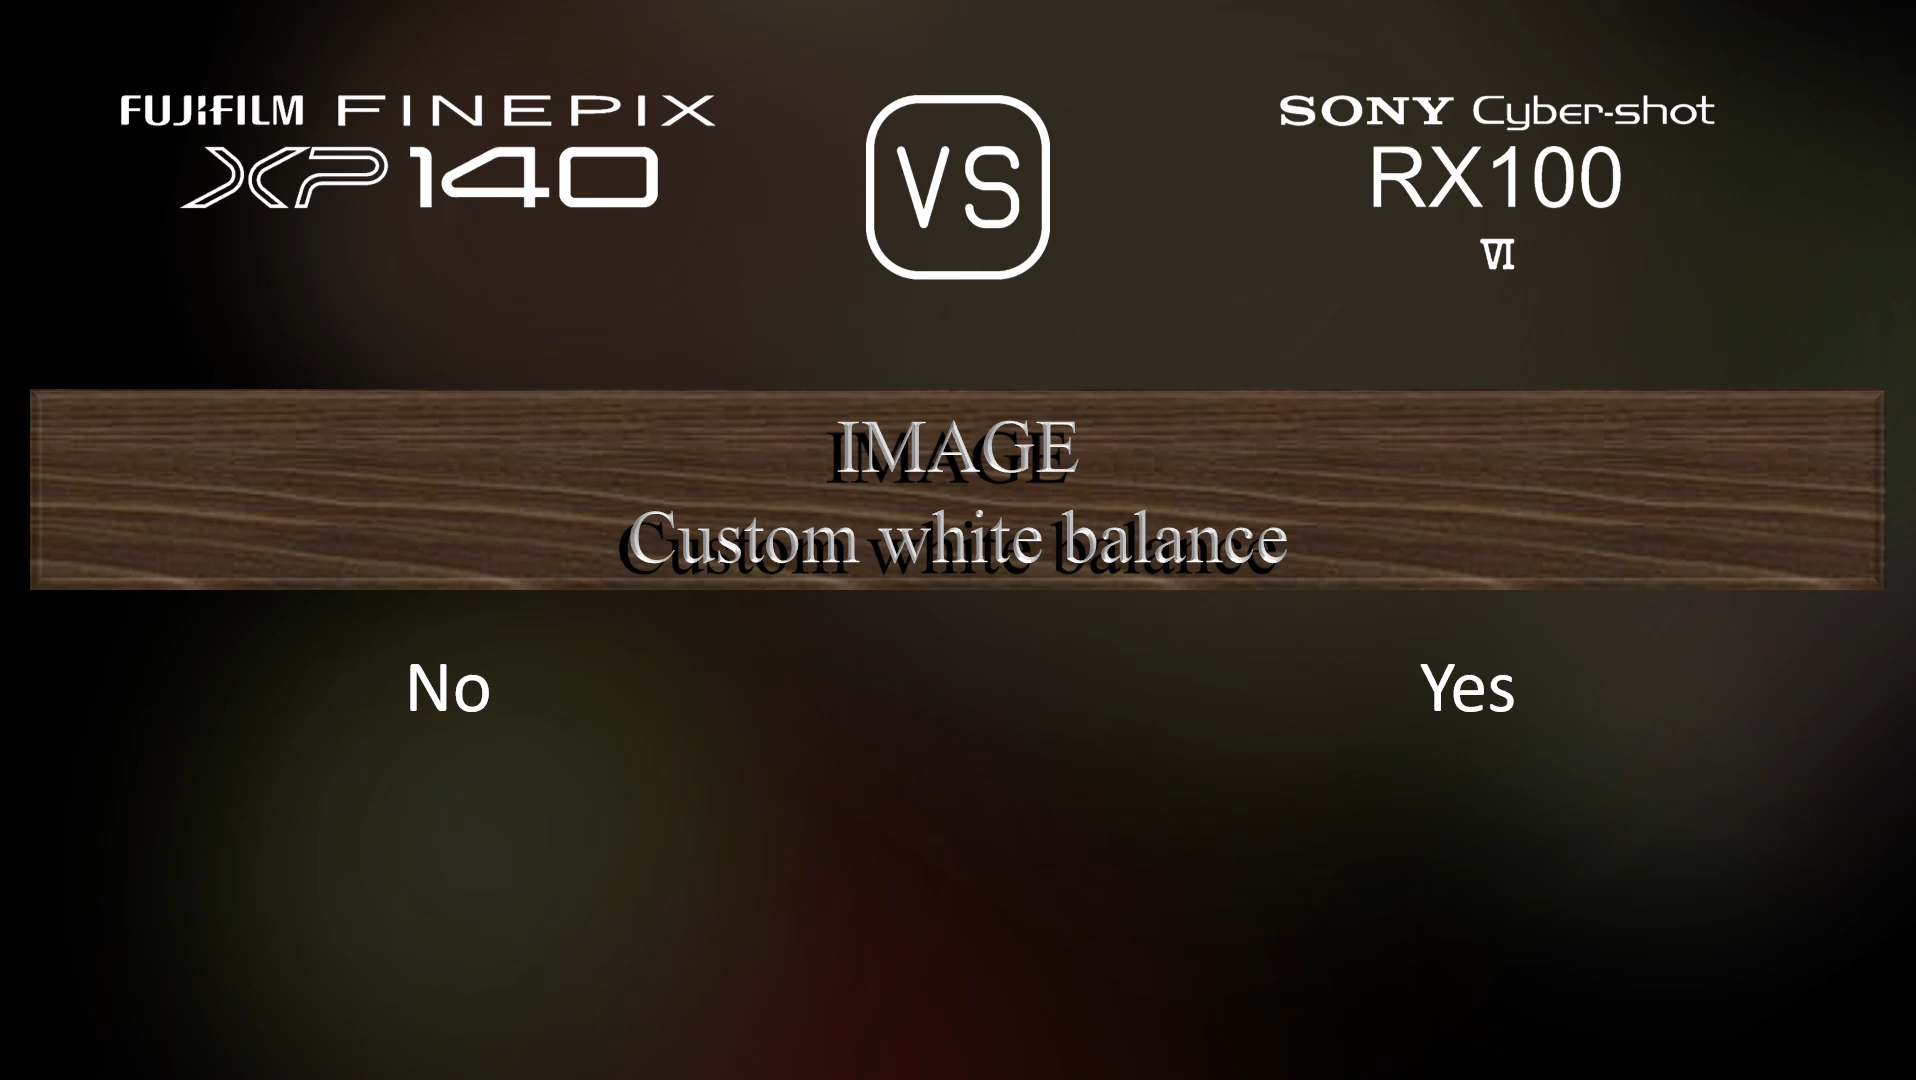 FUJIFILM FINEPIX
XP140
VS
SONY Cyber-shot
RX100
VI
IMAGE
Custom white balance
No
Yes